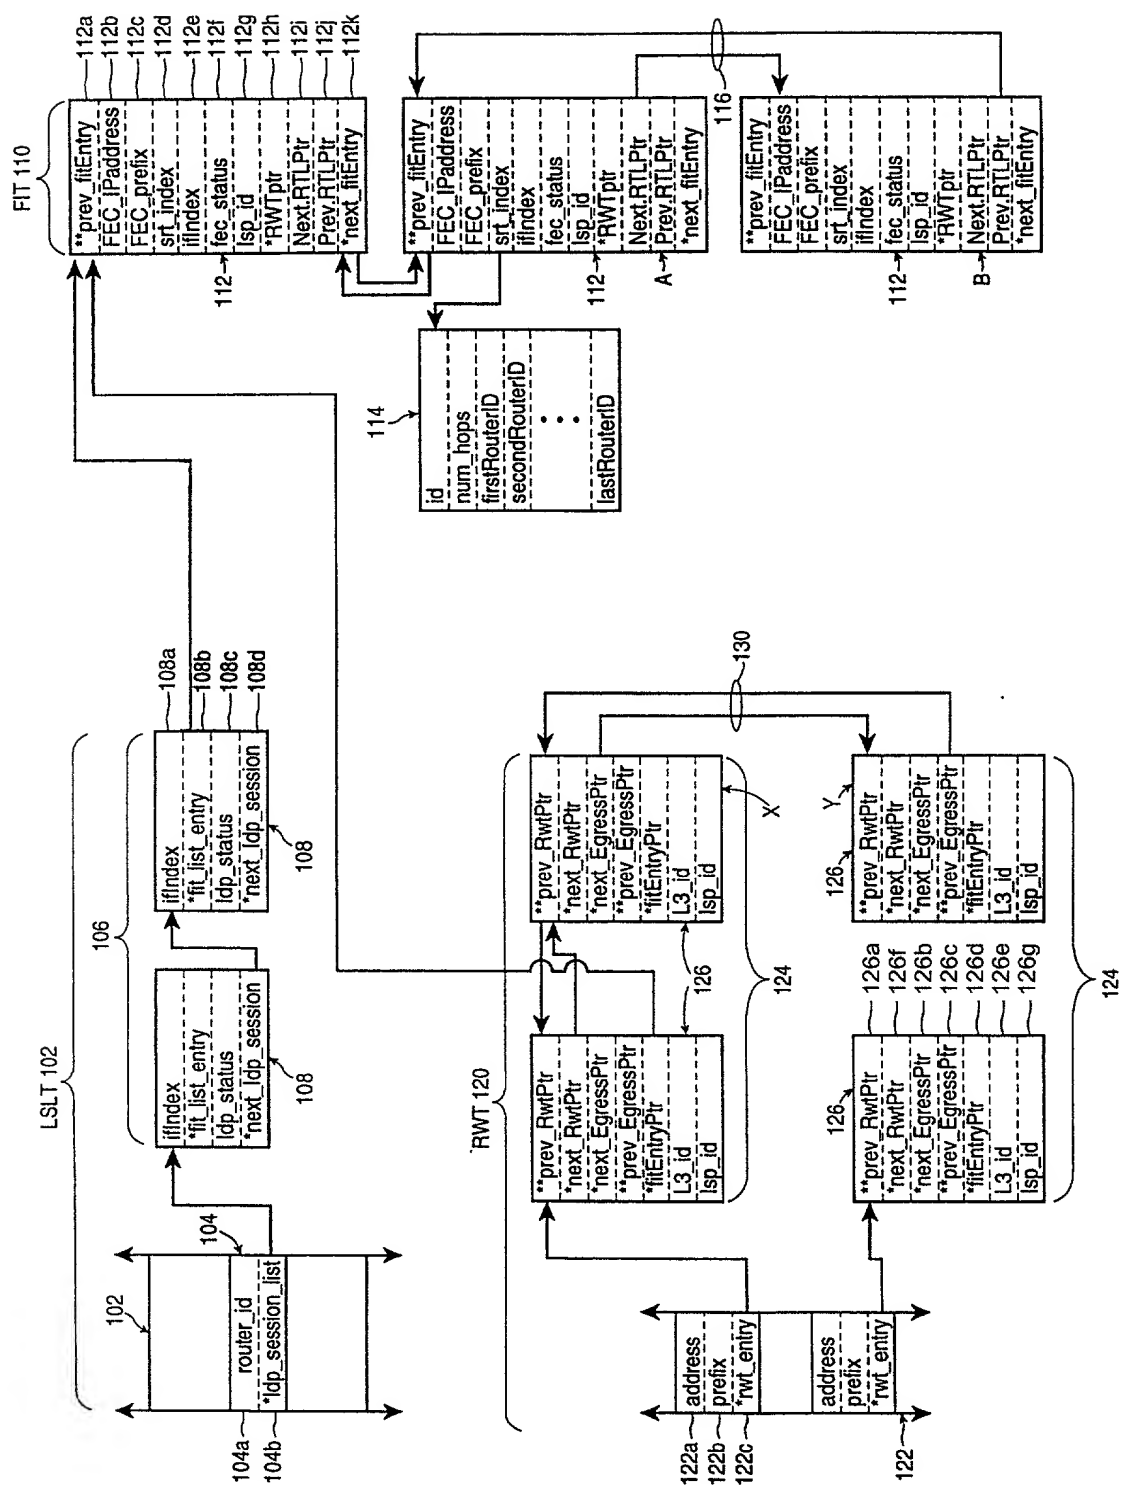 LSLT 102
102
104
router_id
*ldp_session_list
104a
104b
106
ifIndex
*fit_list_entry
ldp_status
*next_ldp_session
108
ifIndex
*fit_list_entry
ldp_status
*next_ldp_session
108
108a
108b
108c
108d
FIT 110
**prev_fitEntry
FEC_IPaddress
FEC_prefix
srt_index
ifIndex
fec_status
lsp_id
*RWTptr
Next.RTLPtr
Prev.RTLPtr
*next_fitEntry
112
112a
112b
112c
112d
112e
112f
112g
112h
112i
112j
112k
**prev_fitEntry
FEC_IPaddress
FEC_prefix
srt_index
ifIndex
fec_status
lsp_id
*RWTptr
Next.RTLPtr
Prev.RTLPtr
*next_fitEntry
112
A
116
**prev_fitEntry
FEC_IPaddress
FEC_prefix
srt_index
ifIndex
fec_status
lsp_id
*RWTptr
Next.RTLPtr
Prev.RTLPtr
*next_fitEntry
112
B
114
id
num_hops
firstRouterID
secondRouterID
lastRouterID
RWT 120
address
prefix
*rwt_entry
122a
122b
122c
address
prefix
*rwt_entry
122
**prev_RwtPtr
*next_RwtPtr
*next_EgressPtr
**prev_EgressPtr
*fitEntryPtr
L3_id
lsp_id
126
**prev_RwtPtr
*next_RwtPtr
*next_EgressPtr
**prev_EgressPtr
*fitEntryPtr
L3_id
lsp_id
X
124
130
126
**prev_RwtPtr
*next_RwtPtr
*next_EgressPtr
**prev_EgressPtr
*fitEntryPtr
L3_id
lsp_id
126a
126f
126b
126c
126d
126e
126g
126
Y
**prev_RwtPtr
*next_RwtPtr
*next_EgressPtr
**prev_EgressPtr
*fitEntryPtr
L3_id
lsp_id
124